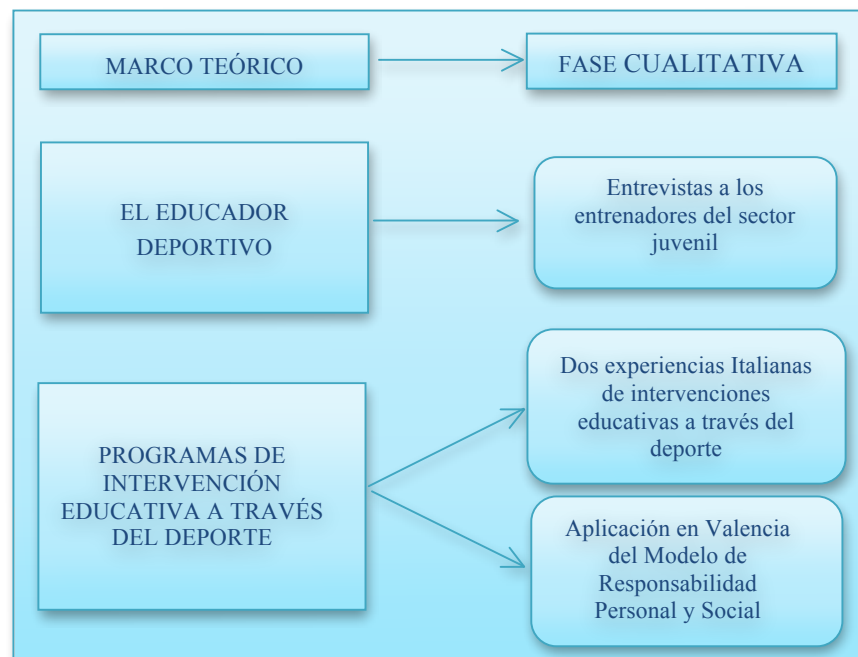 MARCO TEÓRICO
FASE CUALITATIVA
EL EDUCADOR
DEPORTIVO
Entrevistas a los
entrenadores del sector
juvenil
PROGRAMAS DE
INTERVENCIÓN
EDUCATIVA A TRAVÉS
DEL DEPORTE
Dos experiencias Italianas
de intervenciones
educativas a través del
deporte
Aplicación en Valencia
del Modelo de
Responsabilidad
Personal y Social